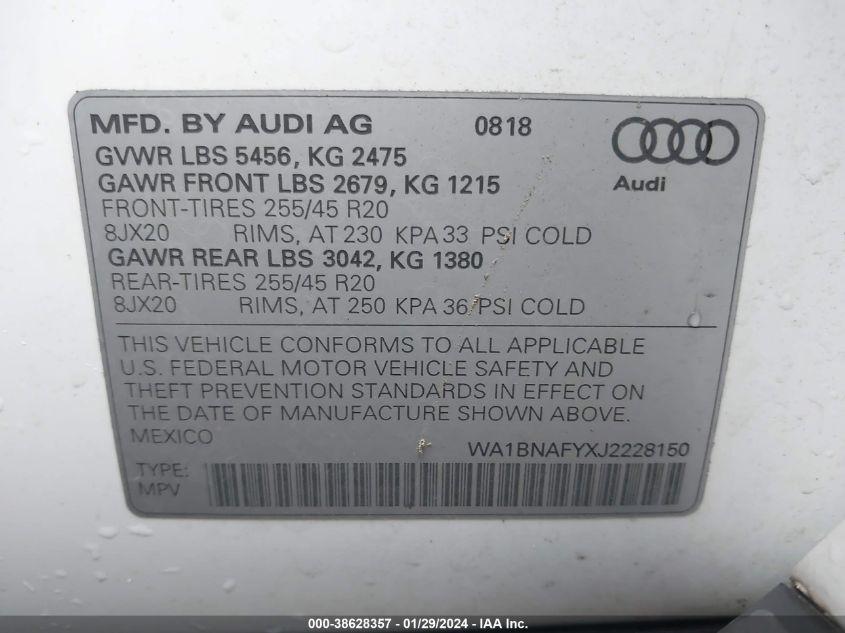 MFD. BY AUDI AG 0818
GVWR LBS 5456, KG 2475
GAWR FRONT LBS 2679, KG 1215
Audi
FRONT-TIRES 255/45 R20
8JX20 RIMS, AT 230 KPA 33 PSI COLD
GAWR REAR LBS 3042, KG 1380
REAR-TIRES 255/45 R20
8JX20 RIMS, AT 250 KPA 36 PSI COLD
THIS VEHICLE CONFORMS TO ALL APPLICABLE
U.S. FEDERAL MOTOR VEHICLE SAFETY AND
THEFT PREVENTION STANDARDS IN EFFECT ON
THE DATE OF MANUFACTURE SHOWN ABOVE.
MEXICO WA1BNAFYXJ2228150
TYPE:
MPV
000-38628357 - 01/29/2024 - IAA Inc.